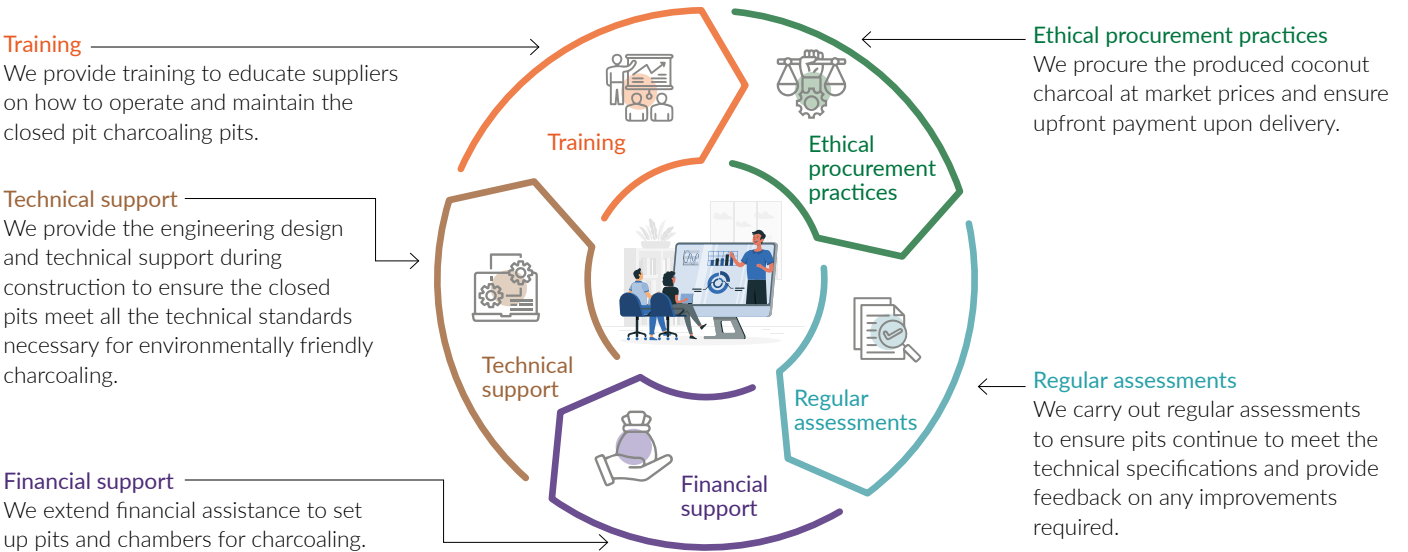 Training
We provide training to educate suppliers
on how to operate and maintain the
closed pit charcoaling pits.
Technical support
We provide the engineering design
and technical support during
construction to ensure the closed
pits meet all the technical standards
necessary for environmentally friendly
charcoaling.
Financial support
We extend financial assistance to set
up pits and chambers for charcoaling.
Training
Ethical
procurement
practices
Technical
support
Regular
assessments
Financial
support
Ethical procurement practices
We procure the produced coconut
charcoal at market prices and ensure
upfront payment upon delivery.
Regular assessments
We carry out regular assessments
to ensure pits continue to meet the
technical specifications and provide
feedback on any improvements
required.